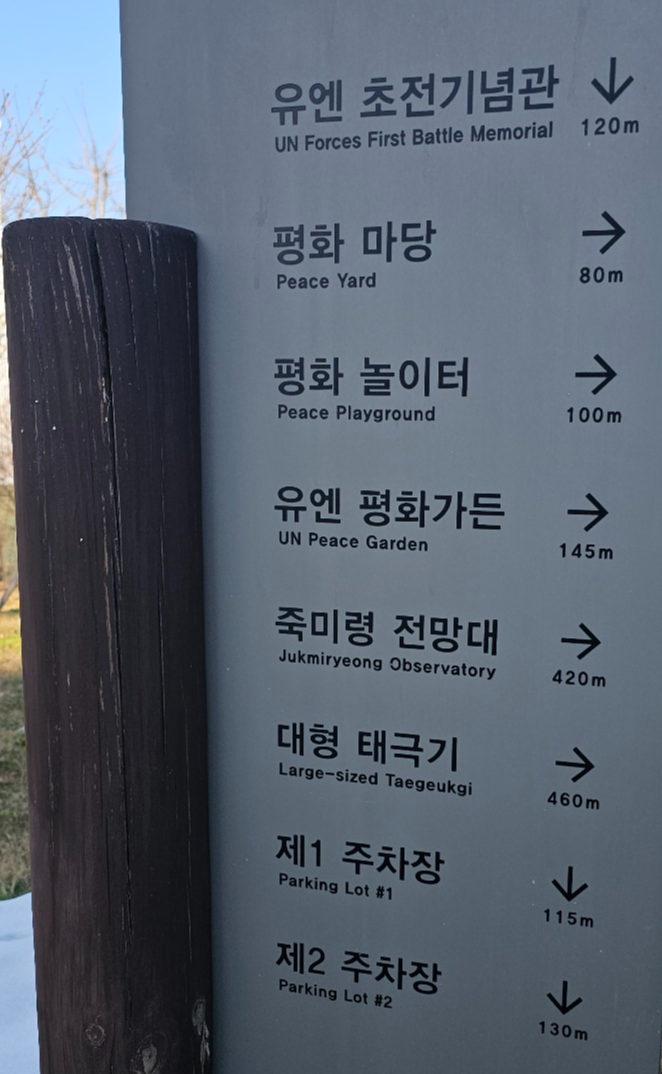 유엔 초전기념관 ↓
UN Forces First Battle Memorial 120m
평화 마당 →
Peace Yard 80m
평화 놀이터 →
Peace Playground 100m
유엔 평화가든 →
UN Peace Garden 145m
죽미령 전망대 →
Jukmiryeong Observatory 420m
대형 태극기 →
Large-sized Taegeukgi 460m
제1 주차장 ↓
Parking Lot #1 115m
제2 주차장 ↓
Parking Lot #2 130m